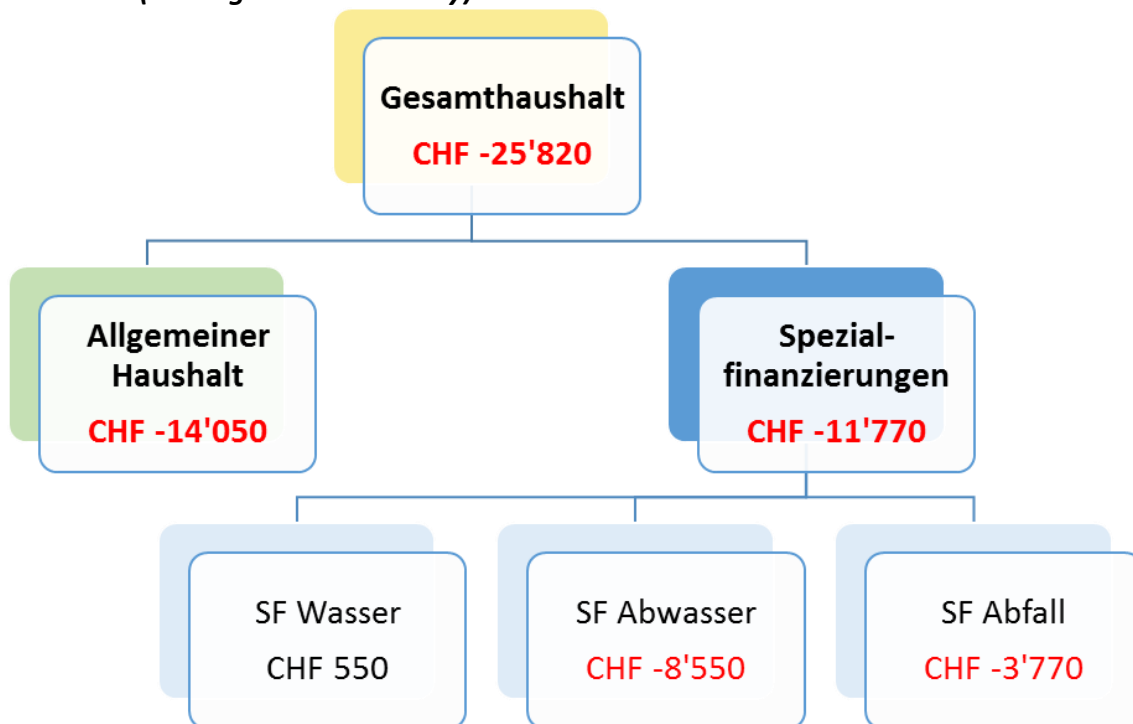 Gesamthaushalt
CHF -25'820
Allgemeiner
Haushalt
CHF -14'050
Spezial-
finanzierungen
CHF -11'770
SF Wasser
CHF 550
SF Abwasser
CHF -8'550
SF Abfall
CHF -3'770